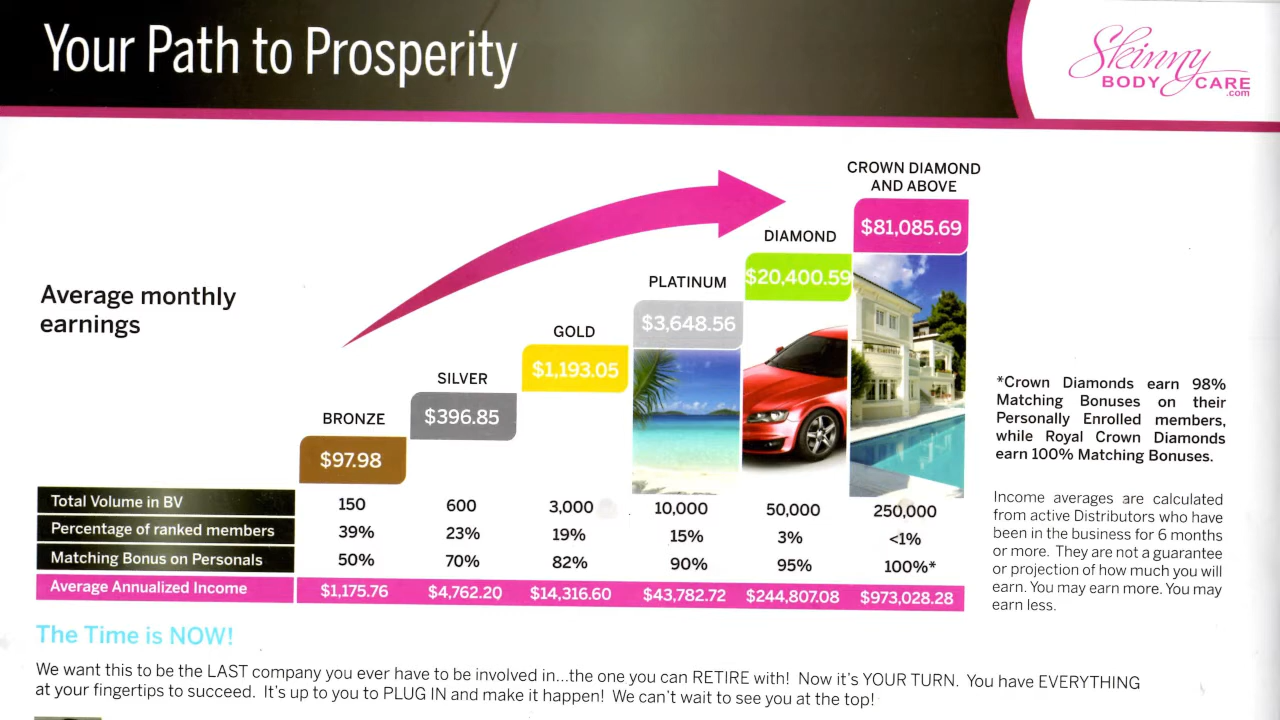 Your Path to Prosperity
Skinny
BODY CARE
.com
CROWN DIAMOND
AND ABOVE
$81,085.69
DIAMOND
$20,400.59
PLATINUM
$3,648.56
Average monthly
earnings
GOLD
$1,193.05
SILVER
$396.85
BRONZE
$97.98
*Crown Diamonds earn 98%
Matching Bonuses on their
Personally Enrolled members,
while Royal Crown Diamonds
earn 100% Matching Bonuses.
Total Volume in BV 150 600 3,000 10,000 50,000 250,000
Percentage of ranked members 39% 23% 19% 15% 3% <1%
Matching Bonus on Personals 50% 70% 82% 90% 95% 100%*
Average Annualized Income $1,175.76 $4,762.20 $14,316.60 $43,782.72 $244,807.08 $973,028.28
Income averages are calculated
from active Distributors who have
been in the business for 6 months
or more. They are not a guarantee
or projection of how much you will
earn. You may earn more. You may
earn less.
The Time is NOW!
We want this to be the LAST company you ever have to be involved in...the one you can RETIRE with! Now it's YOUR TURN. You have EVERYTHING
at your fingertips to succeed. It's up to you to PLUG IN and make it happen! We can't wait to see you at the top!